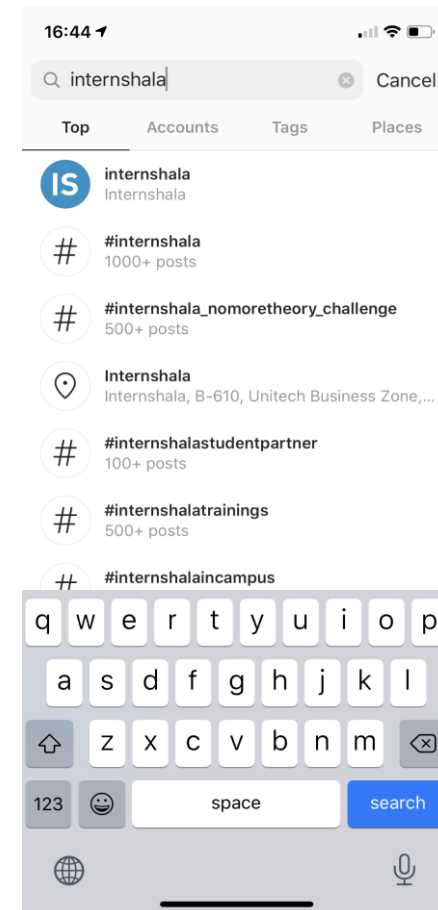 16:44
internshala
Cancel
Top Accounts Tags Places
IS
internshala
Internshala
#
#internshala
1000+ posts
#
#internshala_nomoretheory_challenge
500+ posts
Internshala
Internshala, B-610, Unitech Business Zone,...
#
#internshalastudentpartner
100+ posts
#
#internshalatrainings
500+ posts
#
#internshalaincampus
q w e r t y u i o p
a s d f g h j k l
z x c v b n m
123 space search